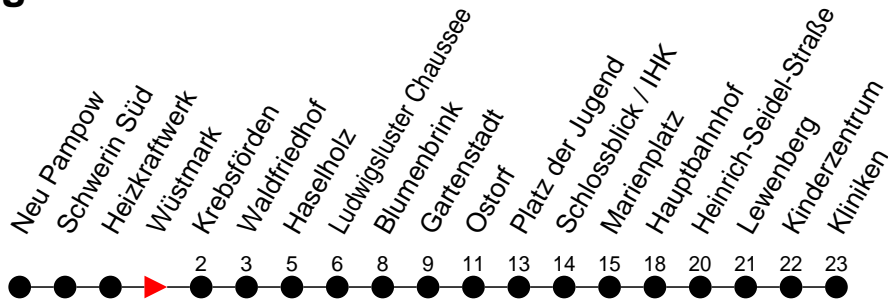 Neu Pampow
Schwerin Süd
Heizkraftwerk
Wüstmark
Krebsförden
Waldfriedhof
Haselholz
Ludwigsluster Chaussee
Blumenbrink
Gartenstadt
Ostorf
Platz der Jugend
Schlossblick / IHK
Marienplatz
Hauptbahnhof
Heinrich-Seidel-Straße
Lewenberg
Kinderzentrum
Kliniken
2 3 5 6 8 9 11 13 14 15 18 20 21 22 23